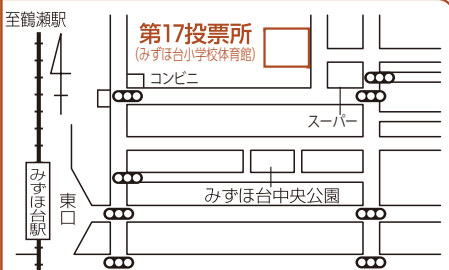 至鶴瀬駅
第17投票所
(みずほ台小学校体育館)
コンビニ
スーパー
みずほ台中央公園
みずほ台駅
東口